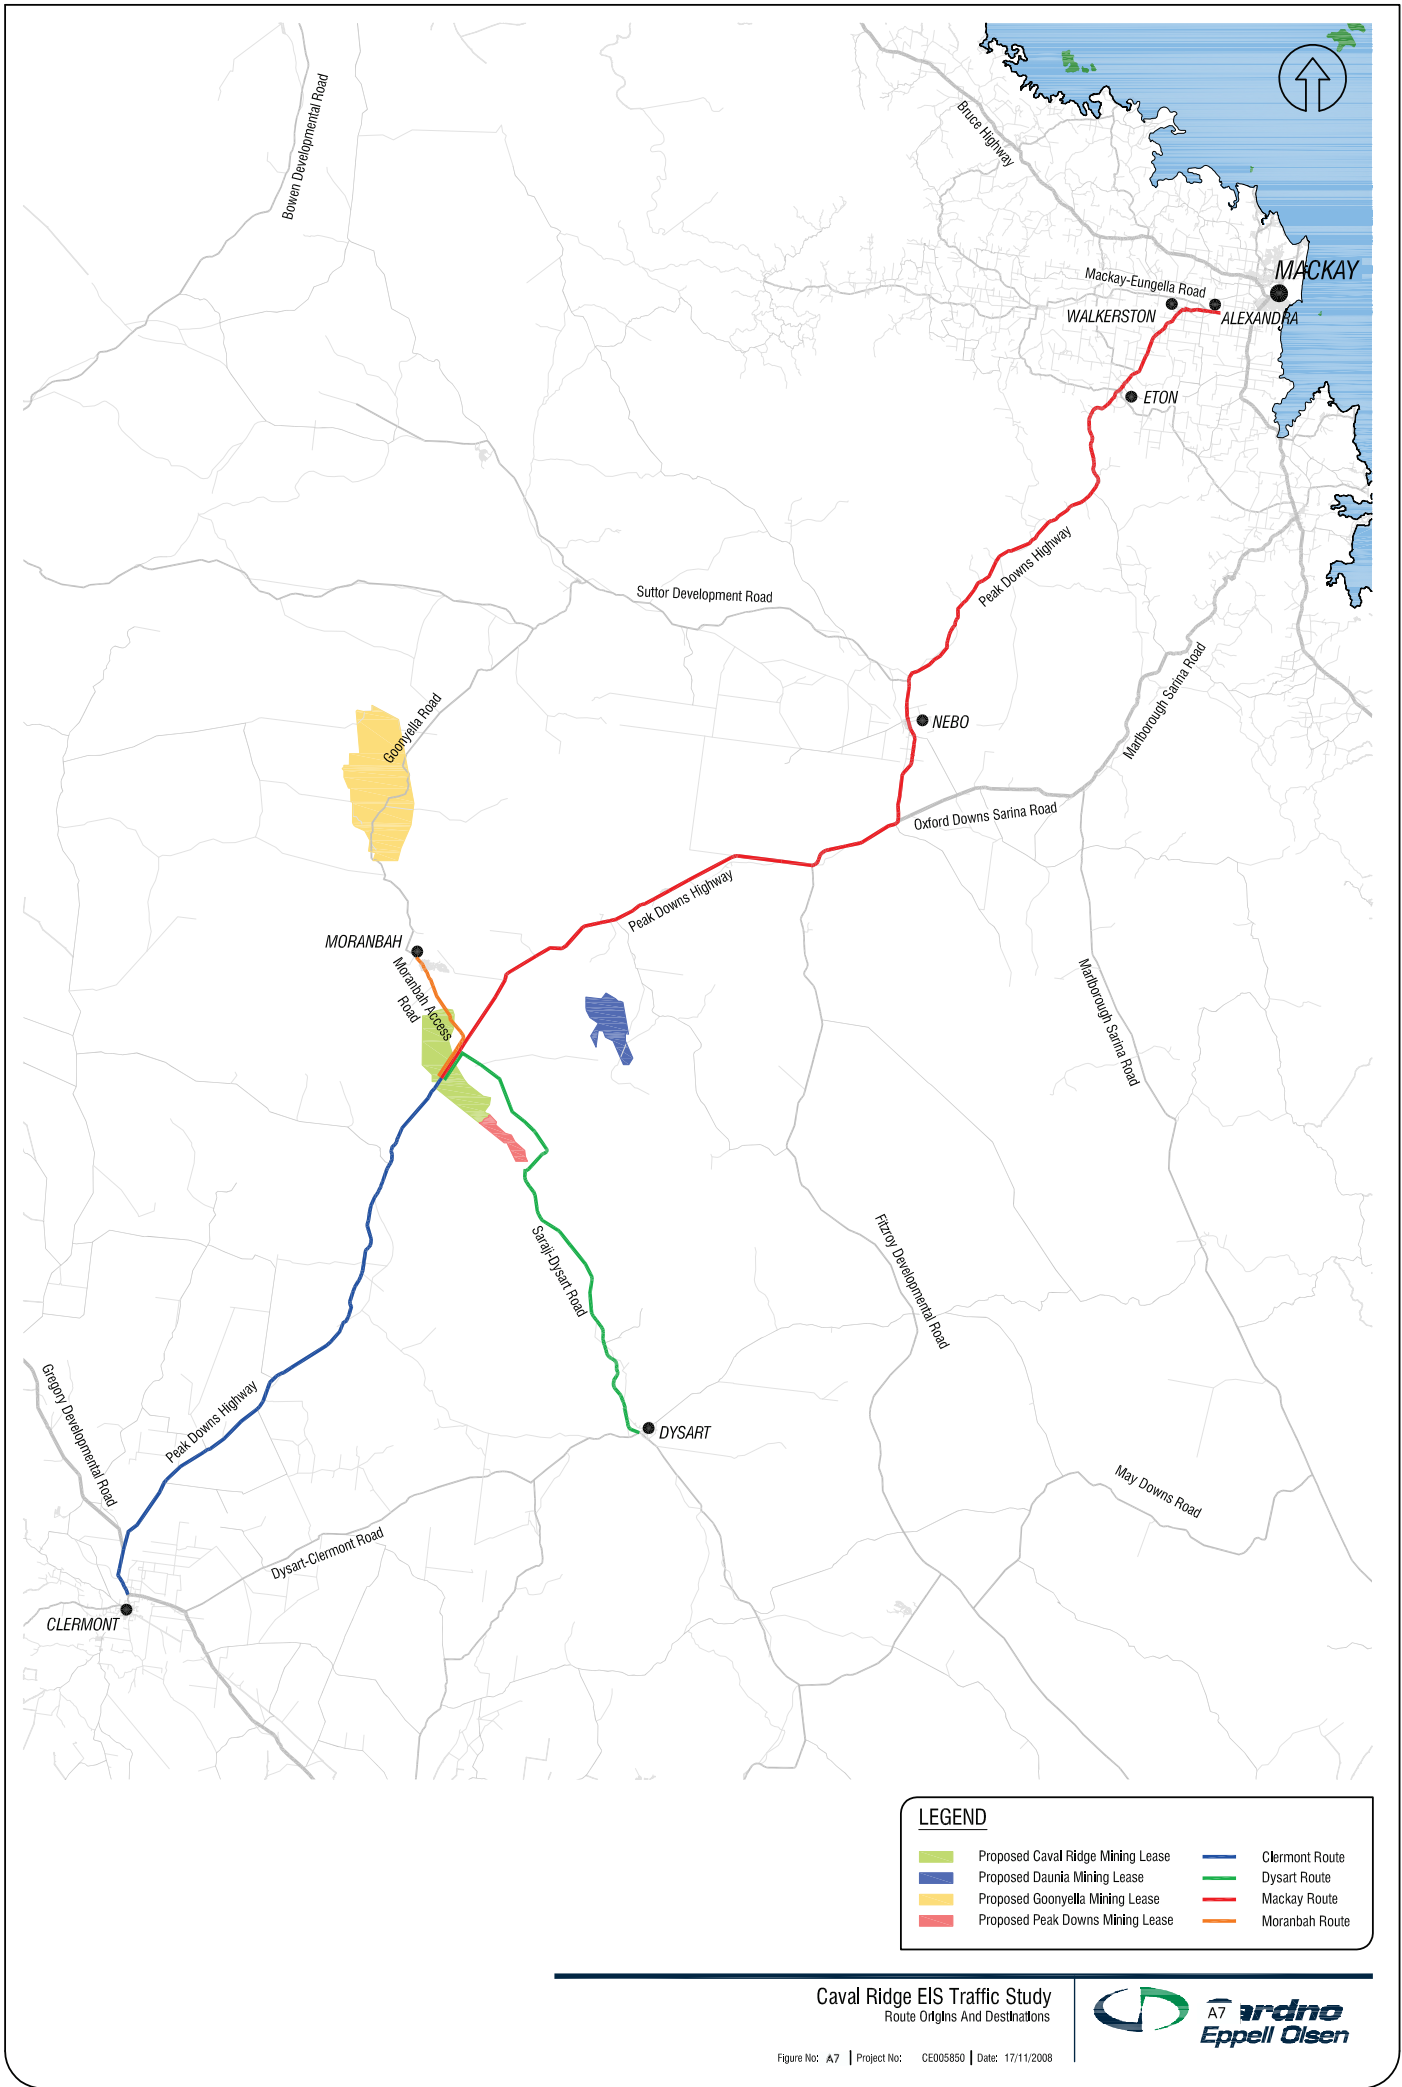 Bowen Developmental Road
Bruce Highway
MACKAY
Mackay-Eungella Road
WALKERSTON
ALEXANDRA
ETON
Peak Downs Highway
Suttor Development Road
Marlborough Sarina Road
Goonyella Road
NEBO
Oxford Downs Sarina Road
Peak Downs Highway
MORANBAH
Moranbah Access
Road
Marlborough Sarina Road
Fitzroy Developmental Road
Saraji-Dysart Road
Gregory Developmental Road
Peak Downs Highway
DYSART
May Downs Road
Dysart-Clermont Road
CLERMONT
LEGEND
Proposed Caval Ridge Mining Lease
Proposed Daunia Mining Lease
Proposed Goonyella Mining Lease
Proposed Peak Downs Mining Lease
Clermont Route
Dysart Route
Mackay Route
Moranbah Route
Caval Ridge EIS Traffic Study
Route Origins And Destinations
Figure No: A7 | Project No: CE005850 | Date: 17/11/2008
A7 ardno
Eppell Olsen